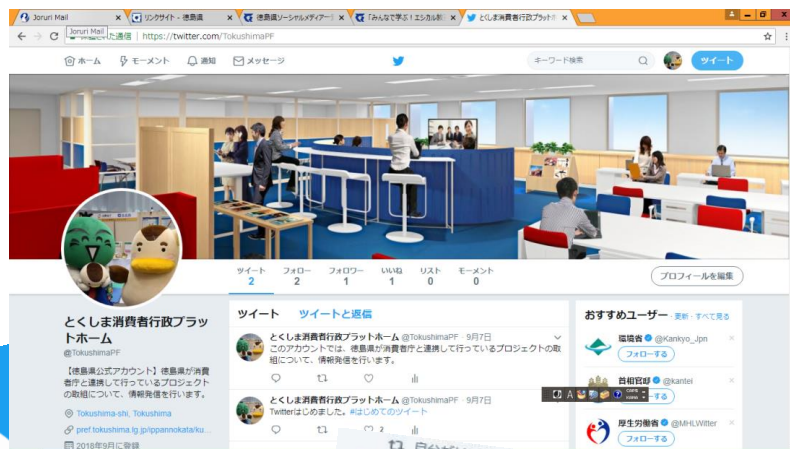 Joruri Mail
リンクサイト - 徳島県
徳島県ソーシャルメディアー
「みんなで学ぶ！エシカル
とくしま消費者行政プラット
Joruri Mail
た通信 | https://twitter.com/TokushimaPF
ホーム モーメント 通知 メッセージ
キーワード検索
ツイート
ツイート フォロー フォロワー いいね リスト モーメント
2 2 1 1 0 0
プロフィールを編集
とくしま消費者行政プラッ
トホーム
@TokushimaPF
【徳島県公式アカウント】徳島県が消費
者庁と連携して行っているプロジェクト
の取組について、情報発信を行います。
Tokushima-shi, Tokushima
pref.tokushima.lg.jp/ippannokata/ku...
2018年9月に登録
ツイート ツイートと返信
とくしま消費者行政プラットホーム @TokushimaPF · 9月7日
このアカウントでは、徳島県が消費者庁と連携して行っているプロジェクトの取
組について、情報発信を行います。
とくしま消費者行政プラットホーム @TokushimaPF · 9月7日
Twitterはじめました。#はじめてのツイート
2
おすすめユーザー · 更新 · すべて見る
環境省 @Kankyo_Jpn
フォローする
首相官邸 @kantei
ーする
厚生労働省 @MHLWitter
フォローする
CAPS
KANA